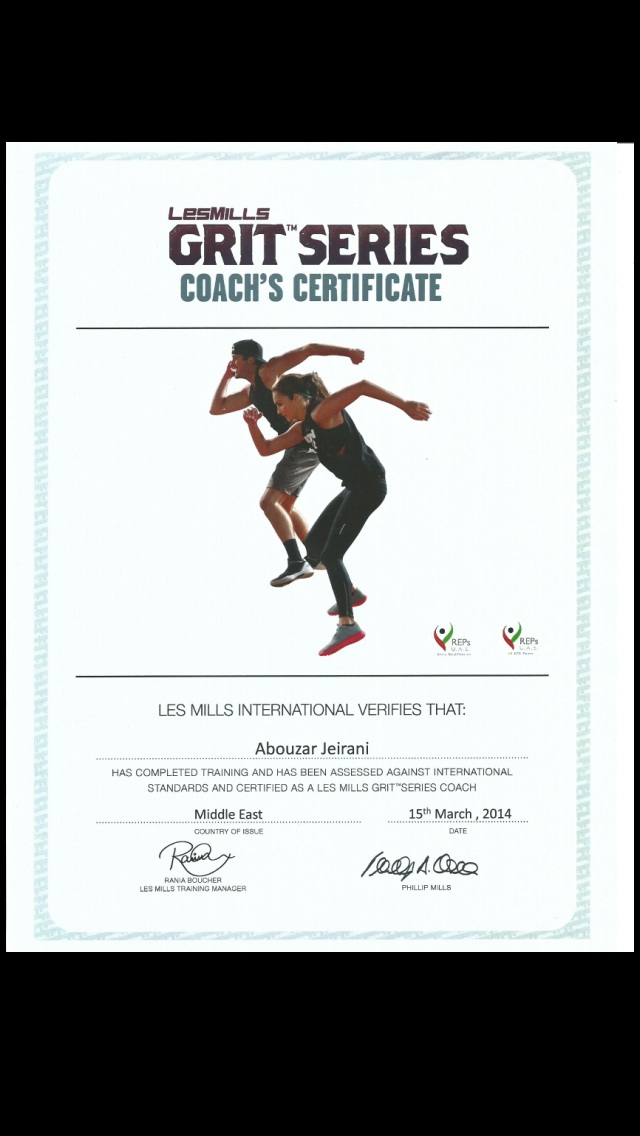 LESMILLS
GRIT™ SERIES
COACH'S CERTIFICATE
REPs
U.A.E.
REPs
U.A.E.
LES MILLS INTERNATIONAL VERIFIES THAT:
Abouzar Jeirani
HAS COMPLETED TRAINING AND HAS BEEN ASSESSED AGAINST INTERNATIONAL
STANDARDS AND CERTIFIED AS A LES MILLS GRIT™SERIES COACH
Middle East
15th March , 2014
COUNTRY OF ISSUE
DATE
RANIA BOUCHER
LES MILLS TRAINING MANAGER
PHILLIP MILLS